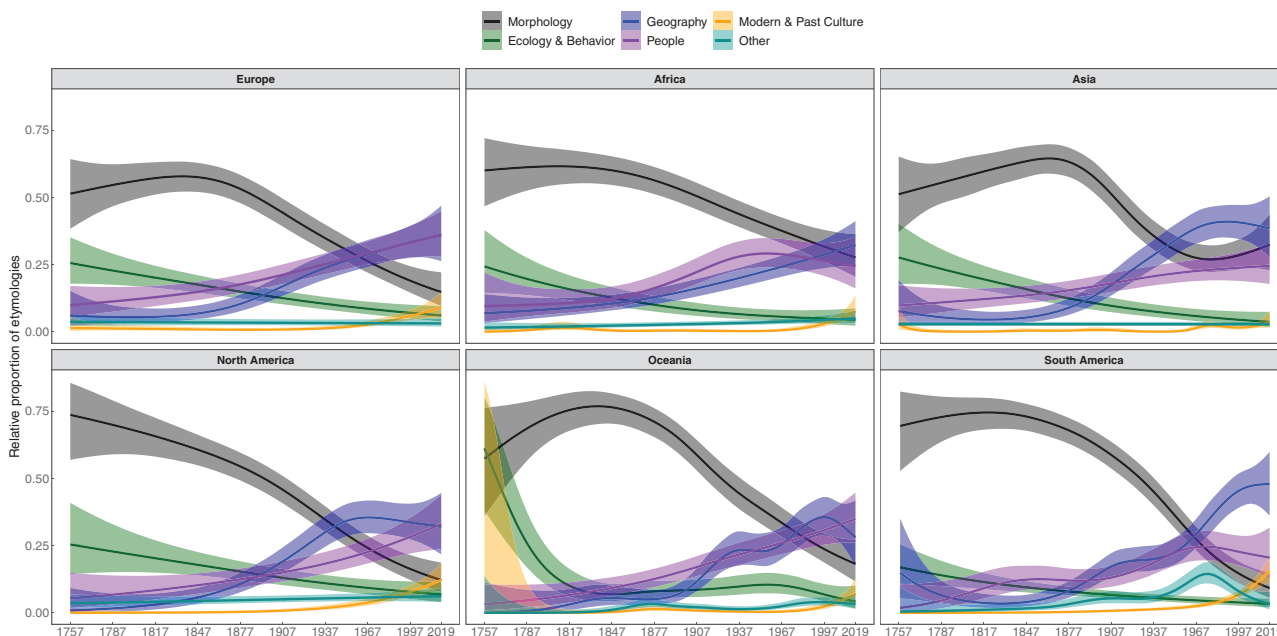 Morphology Geography Modern & Past Culture
Ecology & Behavior People Other
Europe Africa Asia
Relative proportion of etymologies
0.75
0.50
0.25
0.00
North America Oceania South America
0.75
0.50
0.25
0.00
1757 1787 1817 1847 1877 1907 1937 1967 1997 2019 1757 1787 1817 1847 1877 1907 1937 1967 1997 2019 1757 1787 1817 1847 1877 1907 1937 1967 1997 2019